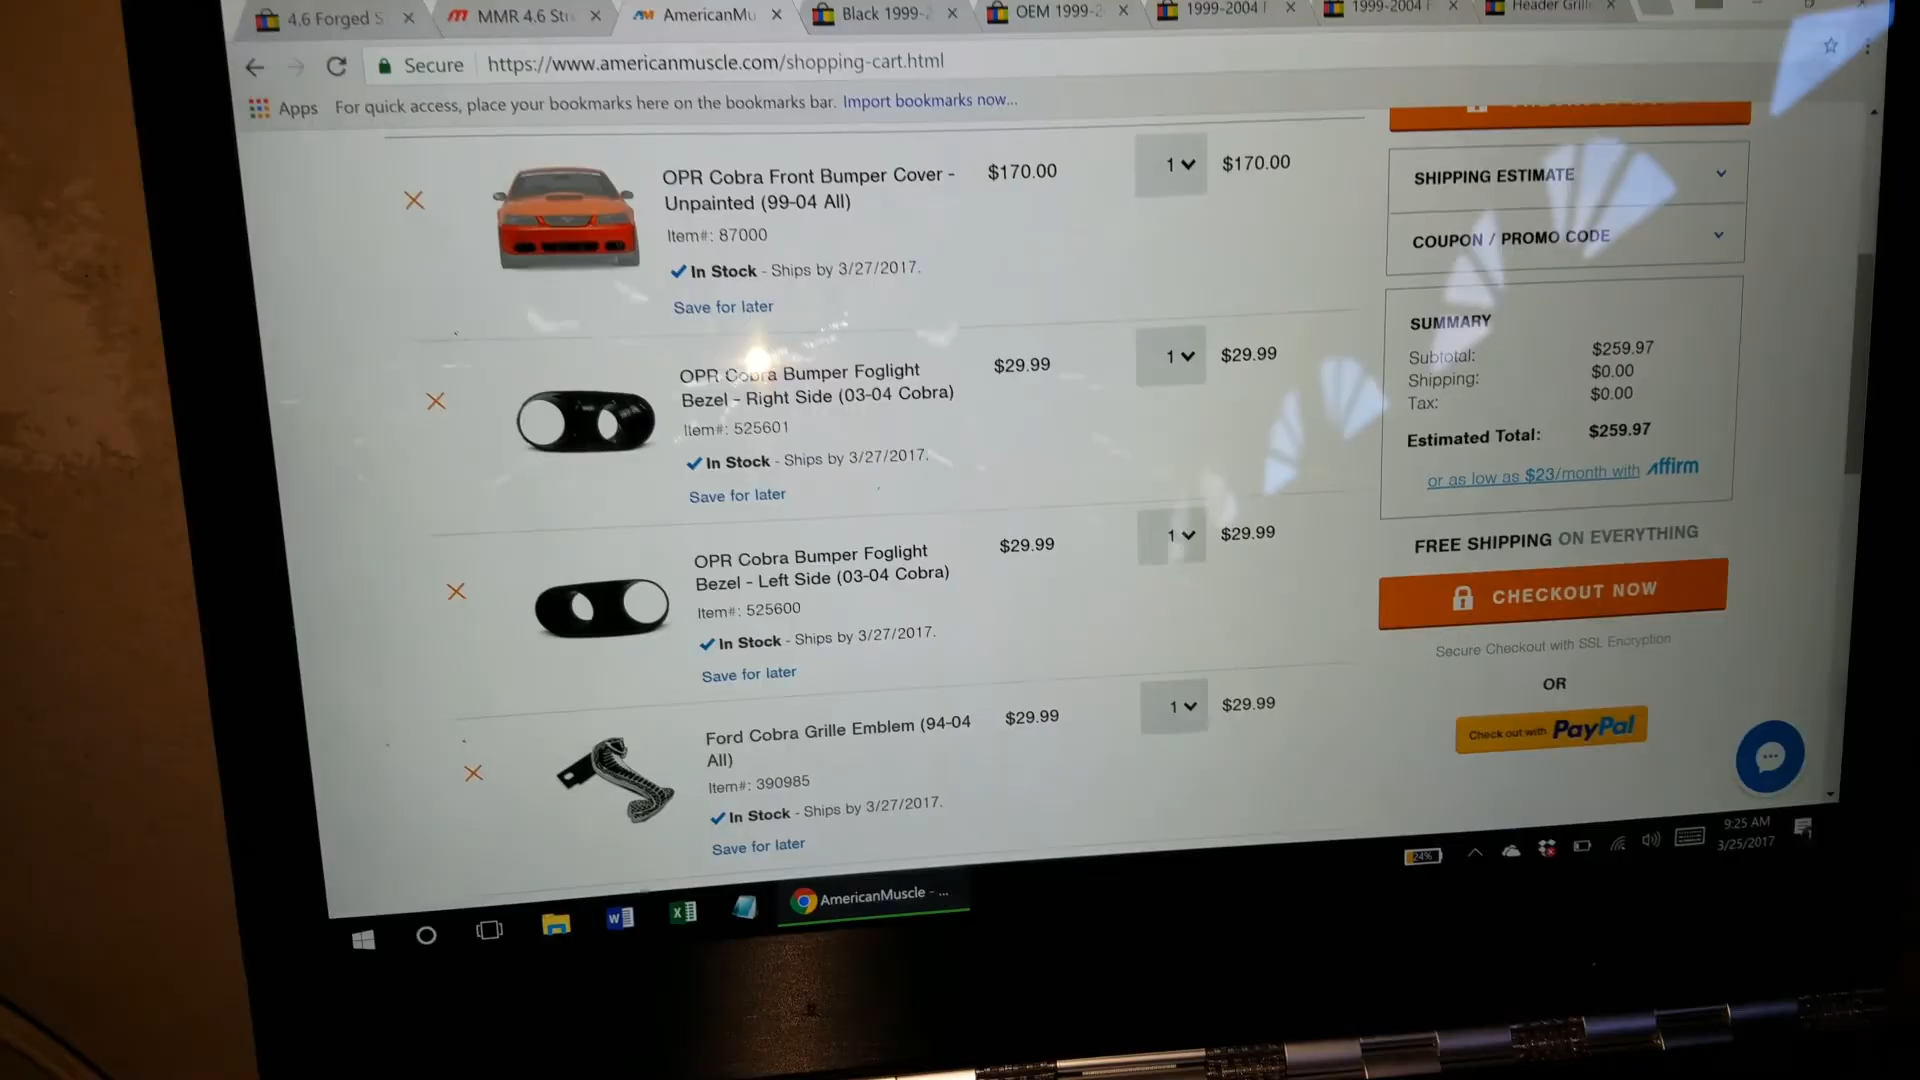 4.6 Forged S
MMR 4.6 Str
AmericanMu
Black 1999-
OEM 1999-2
1999-2004
1999-2004
Header Grill
Secure
https://www.americanmuscle.com/shopping-cart.html
Apps
For quick access, place your bookmarks here on the bookmarks bar. Import bookmarks now...
OPR Cobra Front Bumper Cover -
Unpainted (99-04 All)
Item#: 87000
In Stock - Ships by 3/27/2017.
Save for later
$170.00
1
$170.00
OPR Cobra Bumper Foglight
Bezel - Right Side (03-04 Cobra)
Item#: 525601
In Stock - Ships by 3/27/2017.
Save for later
$29.99
1
$29.99
OPR Cobra Bumper Foglight
Bezel - Left Side (03-04 Cobra)
Item#: 525600
In Stock - Ships by 3/27/2017.
Save for later
$29.99
1
$29.99
Ford Cobra Grille Emblem (94-04
All)
Item#: 390985
In Stock - Ships by 3/27/2017.
Save for later
$29.99
1
$29.99
SHIPPING ESTIMATE
COUPON / PROMO CODE
SUMMARY
Subtotal: $259.97
Shipping: $0.00
Tax: $0.00
Estimated Total: $259.97
or as low as $23/month with affirm
FREE SHIPPING ON EVERYTHING
CHECKOUT NOW
Secure Checkout with SSL Encryption
OR
Check out with PayPal
AmericanMuscle - ...
24%
9:25 AM
3/25/2017